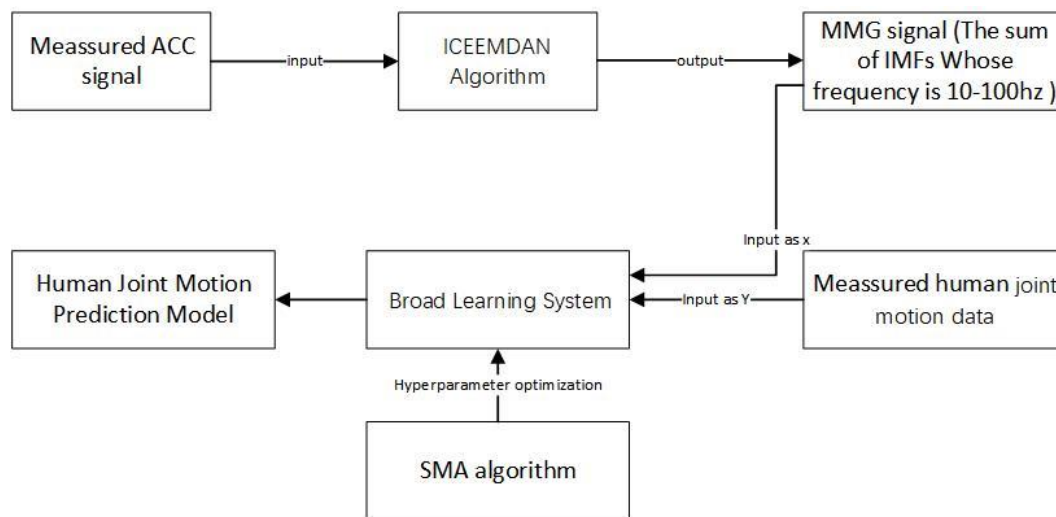 Meassured ACC
signal
input
ICEEMDAN
Algorithm
output
MMG signal (The sum
of IMFs Whose
frequency is 10-100hz )
Input as x
Human Joint Motion
Prediction Model
Broad Learning System
Input as Y
Meassured human joint
motion data
Hyperparameter optimization
SMA algorithm